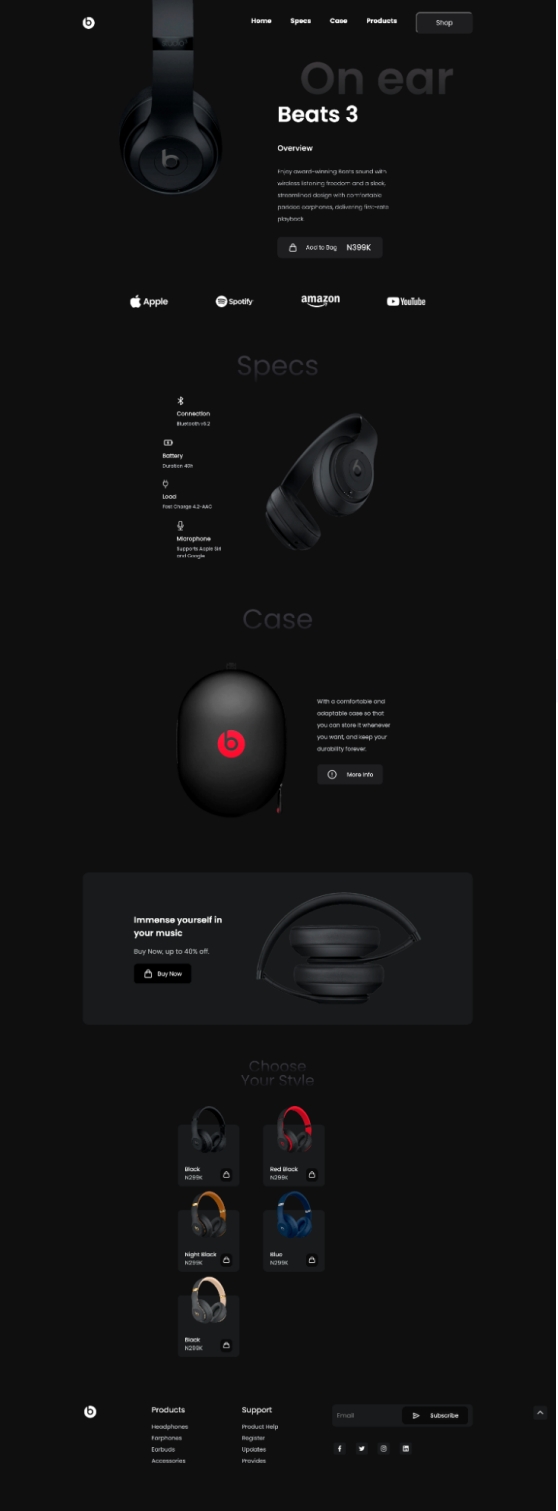 Home Specs Case Products Shop
On ear
Beats 3
Overview
Enjoy award-winning Beats sound with
wireless listening freedom and a sleek,
streamlined design with comfortable
padded earphones, delivering first-rate
playback
Add to Bag N399K
Apple Spotify amazon YouTube
Specs
Connection
Bluetooth v5.2
Battery
Duration 40h
Load
Fast Charge 4.2-AAC
Microphone
Supports Apple Siri
and Google
Case
With a comfortable and
adaptable case so that
you can store it whenever
you want, and keep your
durability forever.
More info
Immense yourself in
your music
Buy Now, up to 40% off.
Buy Now
Choose
Your Style
Black
N299K
Red Black
N299K
Night Black
N299K
Blue
N299K
Black
N299K
Products
Headphones
Earphones
Earbuds
Accessories
Support
Product Help
Register
Updates
Provides
Email Subscribe